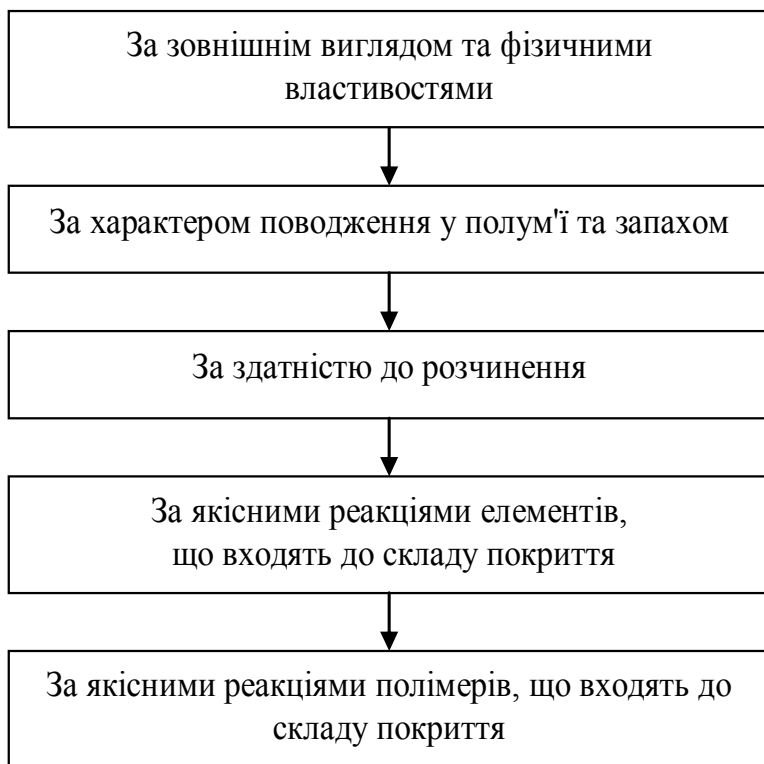 За зовнішнім виглядом та фізичними
властивостями
За характером поводження у полум'ї та запахом
За здатністю до розчинення
За якісними реакціями елементів,
що входять до складу покриття
За якісними реакціями полімерів, що входять до
складу покриття